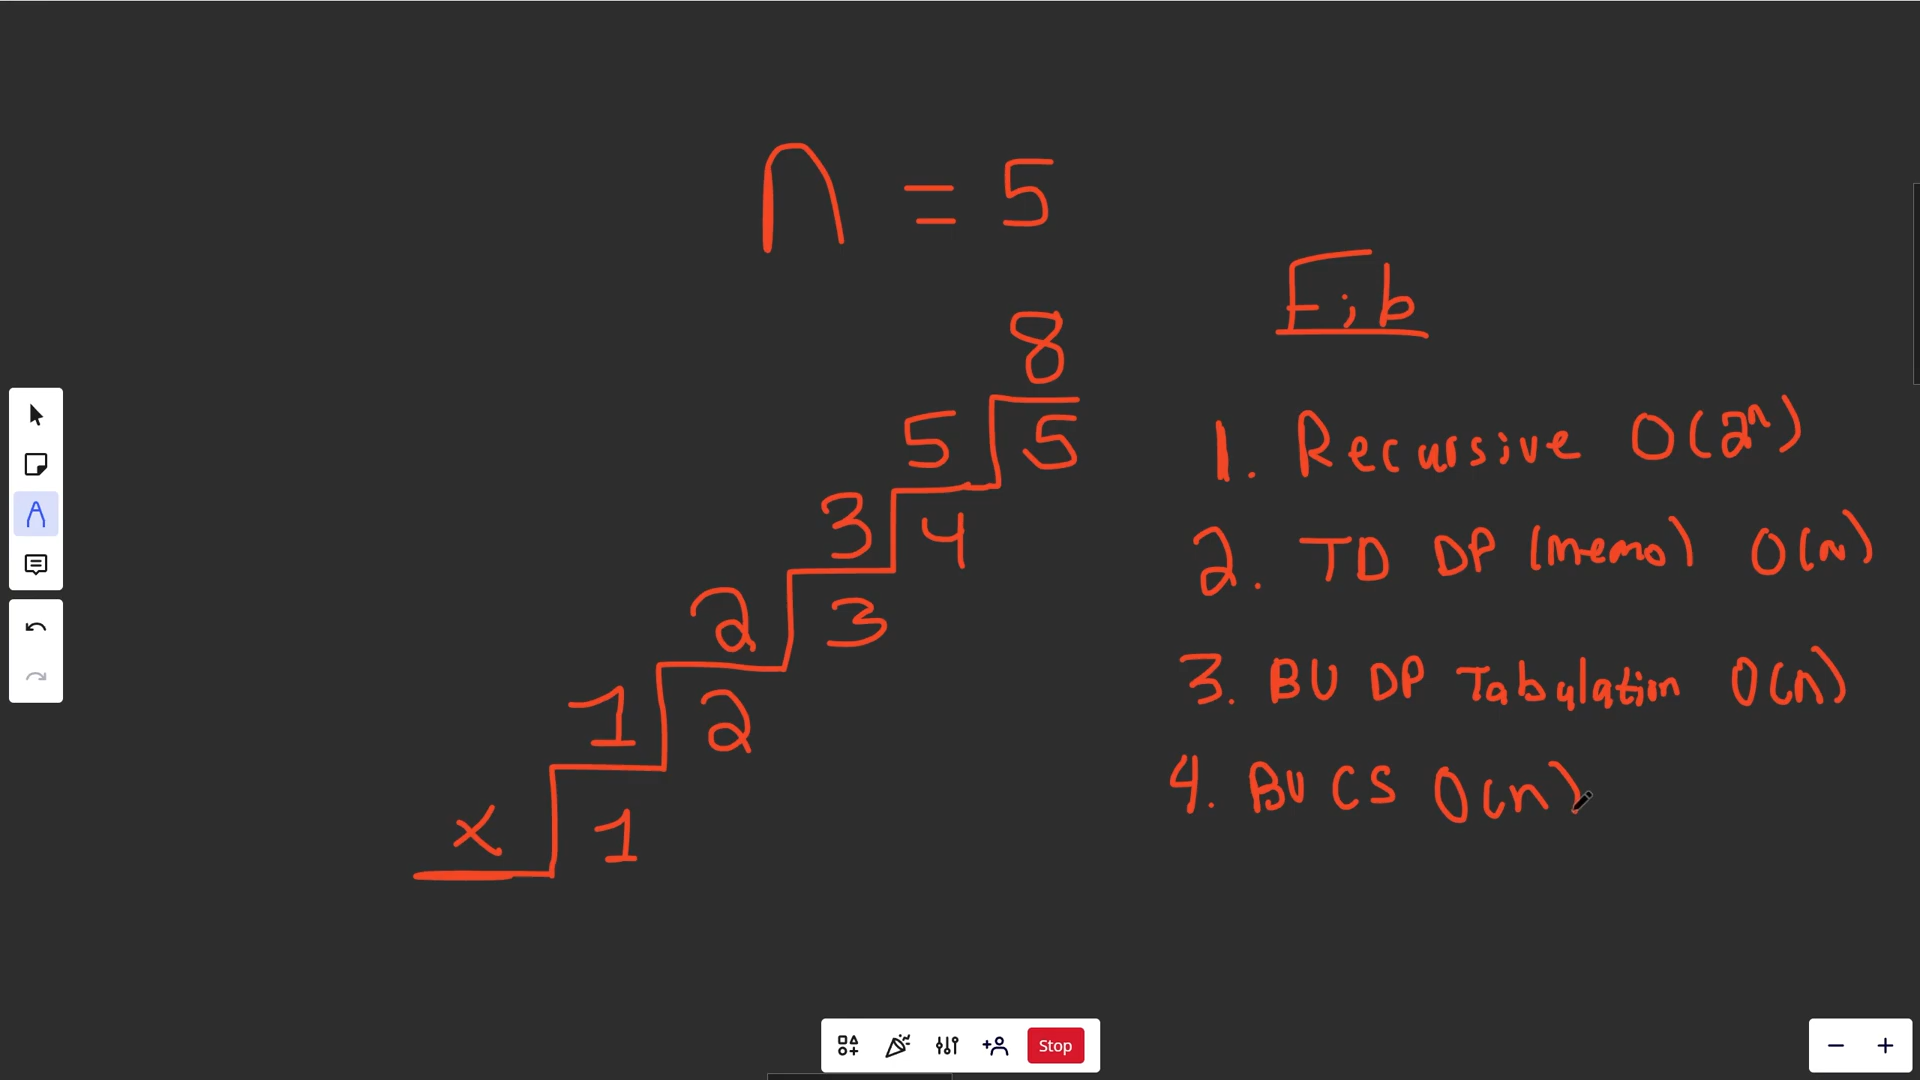 n = 5
Fib
8
5 5
3 4
2 3
1 2
x 1
1. Recursive O(2ⁿ)
2. TD DP (memo) O(n)
3. BU DP Tabulation O(n)
4. BU CS O(n)
Stop